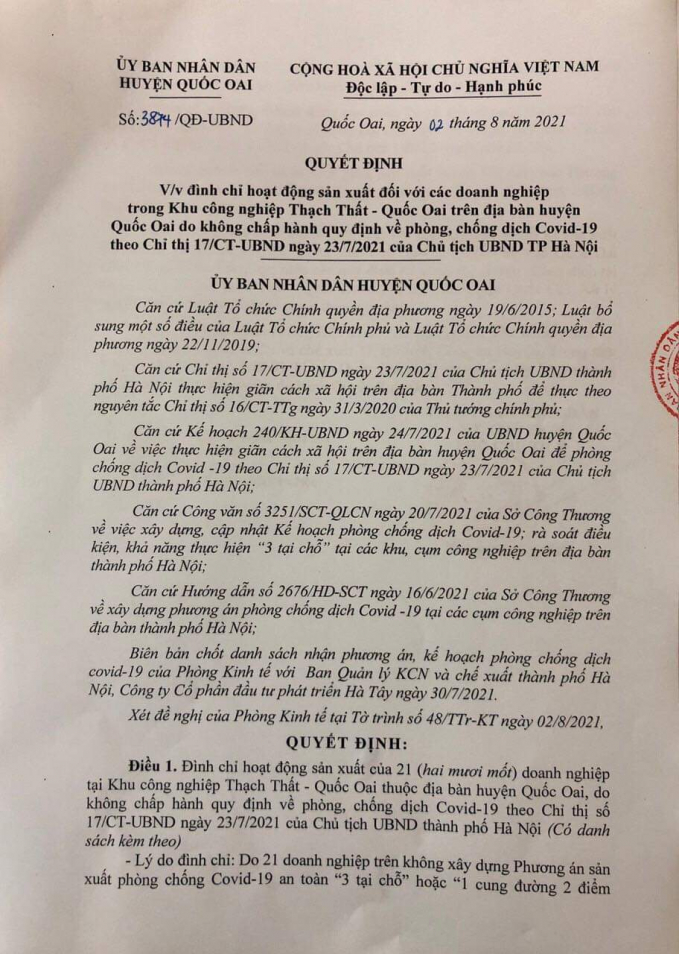 ỦY BAN NHÂN DÂN
HUYỆN QUỐC OAI
CỘNG HOÀ XÃ HỘI CHỦ NGHĨA VIỆT NAM
Độc lập - Tự do - Hạnh phúc
Số: /QĐ-UBND
Quốc Oai, ngày 02 tháng 8 năm 2021
QUYẾT ĐỊNH
V/v đình chỉ hoạt động sản xuất đối với các doanh nghiệp
trong Khu công nghiệp Thạch Thất - Quốc Oai trên địa bàn huyện
Quốc Oai do không chấp hành quy định về phòng, chống dịch Covid-19
theo Chỉ thị 17/CT-UBND ngày 23/7/2021 của Chủ tịch UBND TP Hà Nội
ỦY BAN NHÂN DÂN HUYỆN QUỐC OAI
Căn cứ Luật Tổ chức Chính quyền địa phương ngày 19/6/2015; Luật bổ
sung một số điều của Luật Tổ chức Chính phủ và Luật Tổ chức Chính quyền địa
phương ngày 22/11/2019;
Căn cứ Chỉ thị số 17/CT-UBND ngày 23/7/2021 của Chủ tịch UBND thành
phố Hà Nội thực hiện giãn cách xã hội trên địa bàn Thành phố để thực theo
nguyên tắc Chỉ thị số 16/CT-TTg ngày 31/3/2020 của Thủ tướng chính phủ;
Căn cứ Kế hoạch 240/KH-UBND ngày 24/7/2021 của UBND huyện Quốc
Oai về việc thực hiện giãn cách xã hội trên địa bàn huyện Quốc Oai để phòng
chống dịch Covid -19 theo Chỉ thị số 17/CT-UBND ngày 23/7/2021 của Chủ tịch
UBND thành phố Hà Nội;
Căn cứ Công văn số 3251/SCT-QLCN ngày 20/7/2021 của Sở Công Thương
về việc xây dựng, cập nhật Kế hoạch phòng chống dịch Covid-19; rà soát điều
kiện, khả năng thực hiện “3 tại chỗ” tại các khu, cụm công nghiệp trên địa bàn
thành phố Hà Nội;
Căn cứ Hướng dẫn số 2676/HD-SCT ngày 16/6/2021 của Sở Công Thương
về xây dựng phương án phòng chống dịch Covid -19 tại các cụm công nghiệp trên
địa bàn thành phố Hà Nội;
Biên bản chốt danh sách nhận phương án, kế hoạch phòng chống dịch
covid-19 của Phòng Kinh tế với Ban Quản lý KCN và chế xuất thành phố Hà
Nội, Công ty Cổ phần đầu tư phát triển Hà Tây ngày 30/7/2021.
Xét đề nghị của Phòng Kinh tế tại Tờ trình số 48/TTr-KT ngày 02/8/2021,
QUYẾT ĐỊNH:
Điều 1. Đình chỉ hoạt động sản xuất của 21 (hai mươi mốt) doanh nghiệp
tại Khu công nghiệp Thạch Thất - Quốc Oai thuộc địa bàn huyện Quốc Oai, do
không chấp hành quy định về phòng, chống dịch Covid-19 theo Chỉ thị số
17/CT-UBND ngày 23/7/2021 của Chủ tịch UBND thành phố Hà Nội (Có danh
sách kèm theo)
- Lý do đình chỉ: Do 21 doanh nghiệp trên không xây dựng Phương án sản
xuất phòng chống Covid-19 an toàn “3 tại chỗ” hoặc “1 cung đường 2 điểm